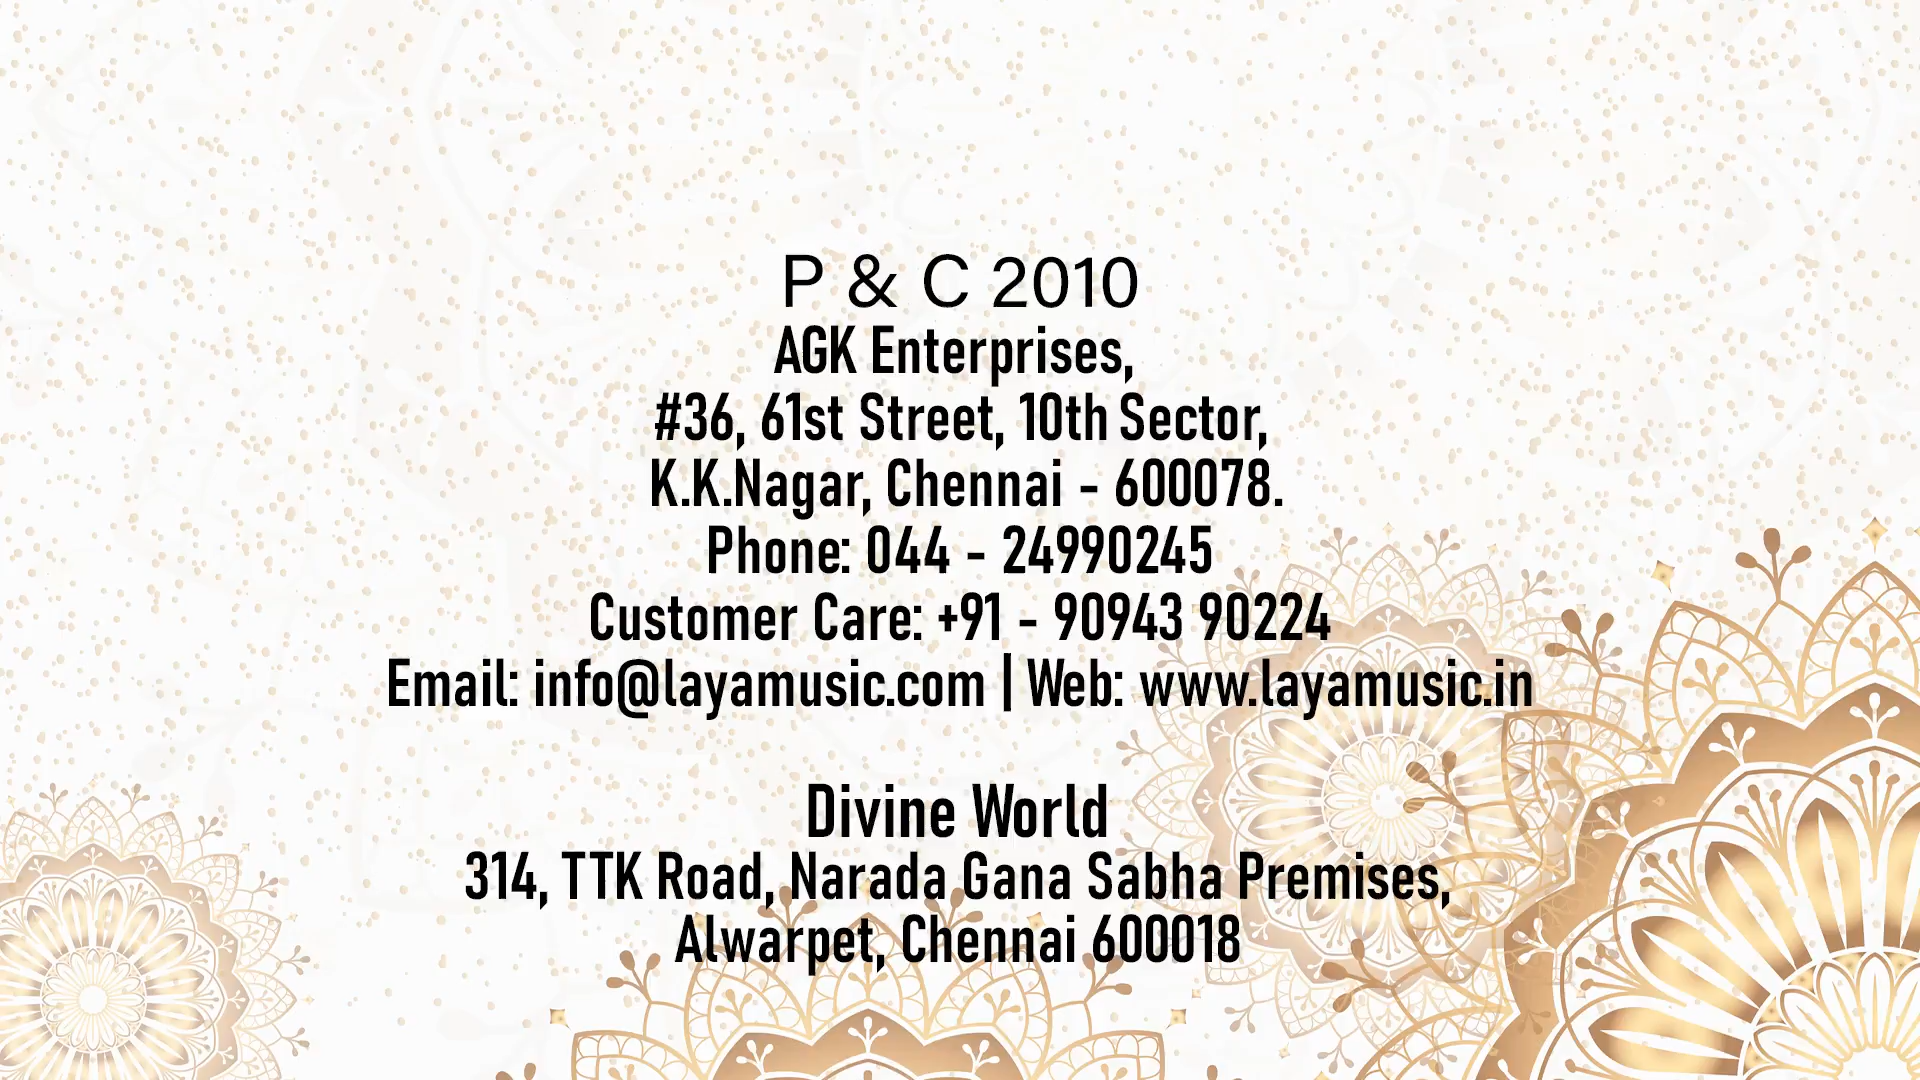 P & C 2010
AGK Enterprises,
#36, 61st Street, 10th Sector,
K.K.Nagar, Chennai - 600078.
Phone: 044 - 24990245
Customer Care: +91 - 90943 90224
Email: info@layamusic.com | Web: www.layamusic.in
Divine World
314, TTK Road, Narada Gana Sabha Premises,
Alwarpet, Chennai 600018